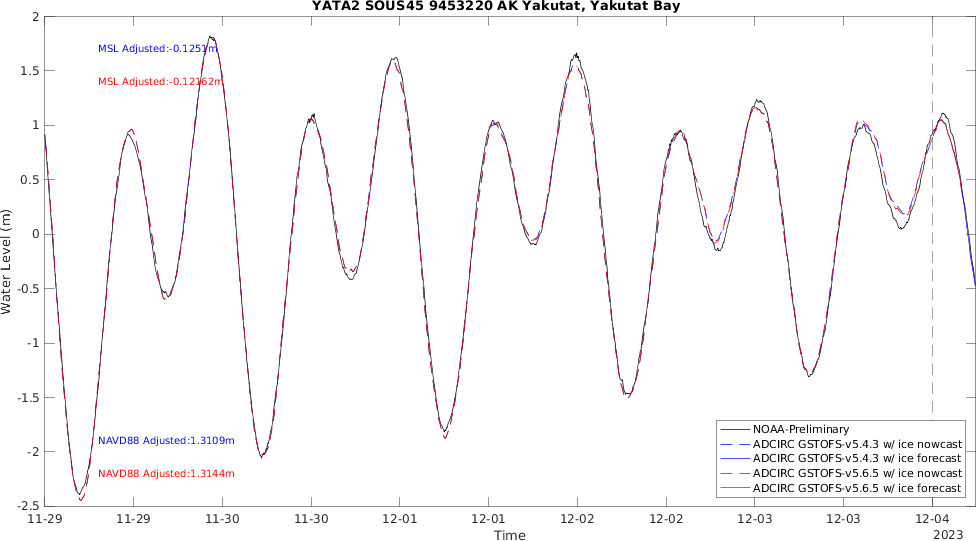 YATA2 SOUS45 9453220 AK Yakutat, Yakutat Bay
2
1.5
1
0.5
0
-0.5
-1
-1.5
-2
-2.5
Water Level (m)
MSL Adjusted:-0.1251m
MSL Adjusted:-0.12162m
NAVD88 Adjusted:1.3109m
NAVD88 Adjusted:1.3144m
NOAA-Preliminary
ADCIRC GSTOFS-v5.4.3 w/ ice nowcast
ADCIRC GSTOFS-v5.4.3 w/ ice forecast
ADCIRC GSTOFS-v5.6.5 w/ ice nowcast
ADCIRC GSTOFS-v5.6.5 w/ ice forecast
11-29 11-29 11-30 11-30 12-01 12-01 12-02 12-02 12-03 12-03 12-04
Time
2023